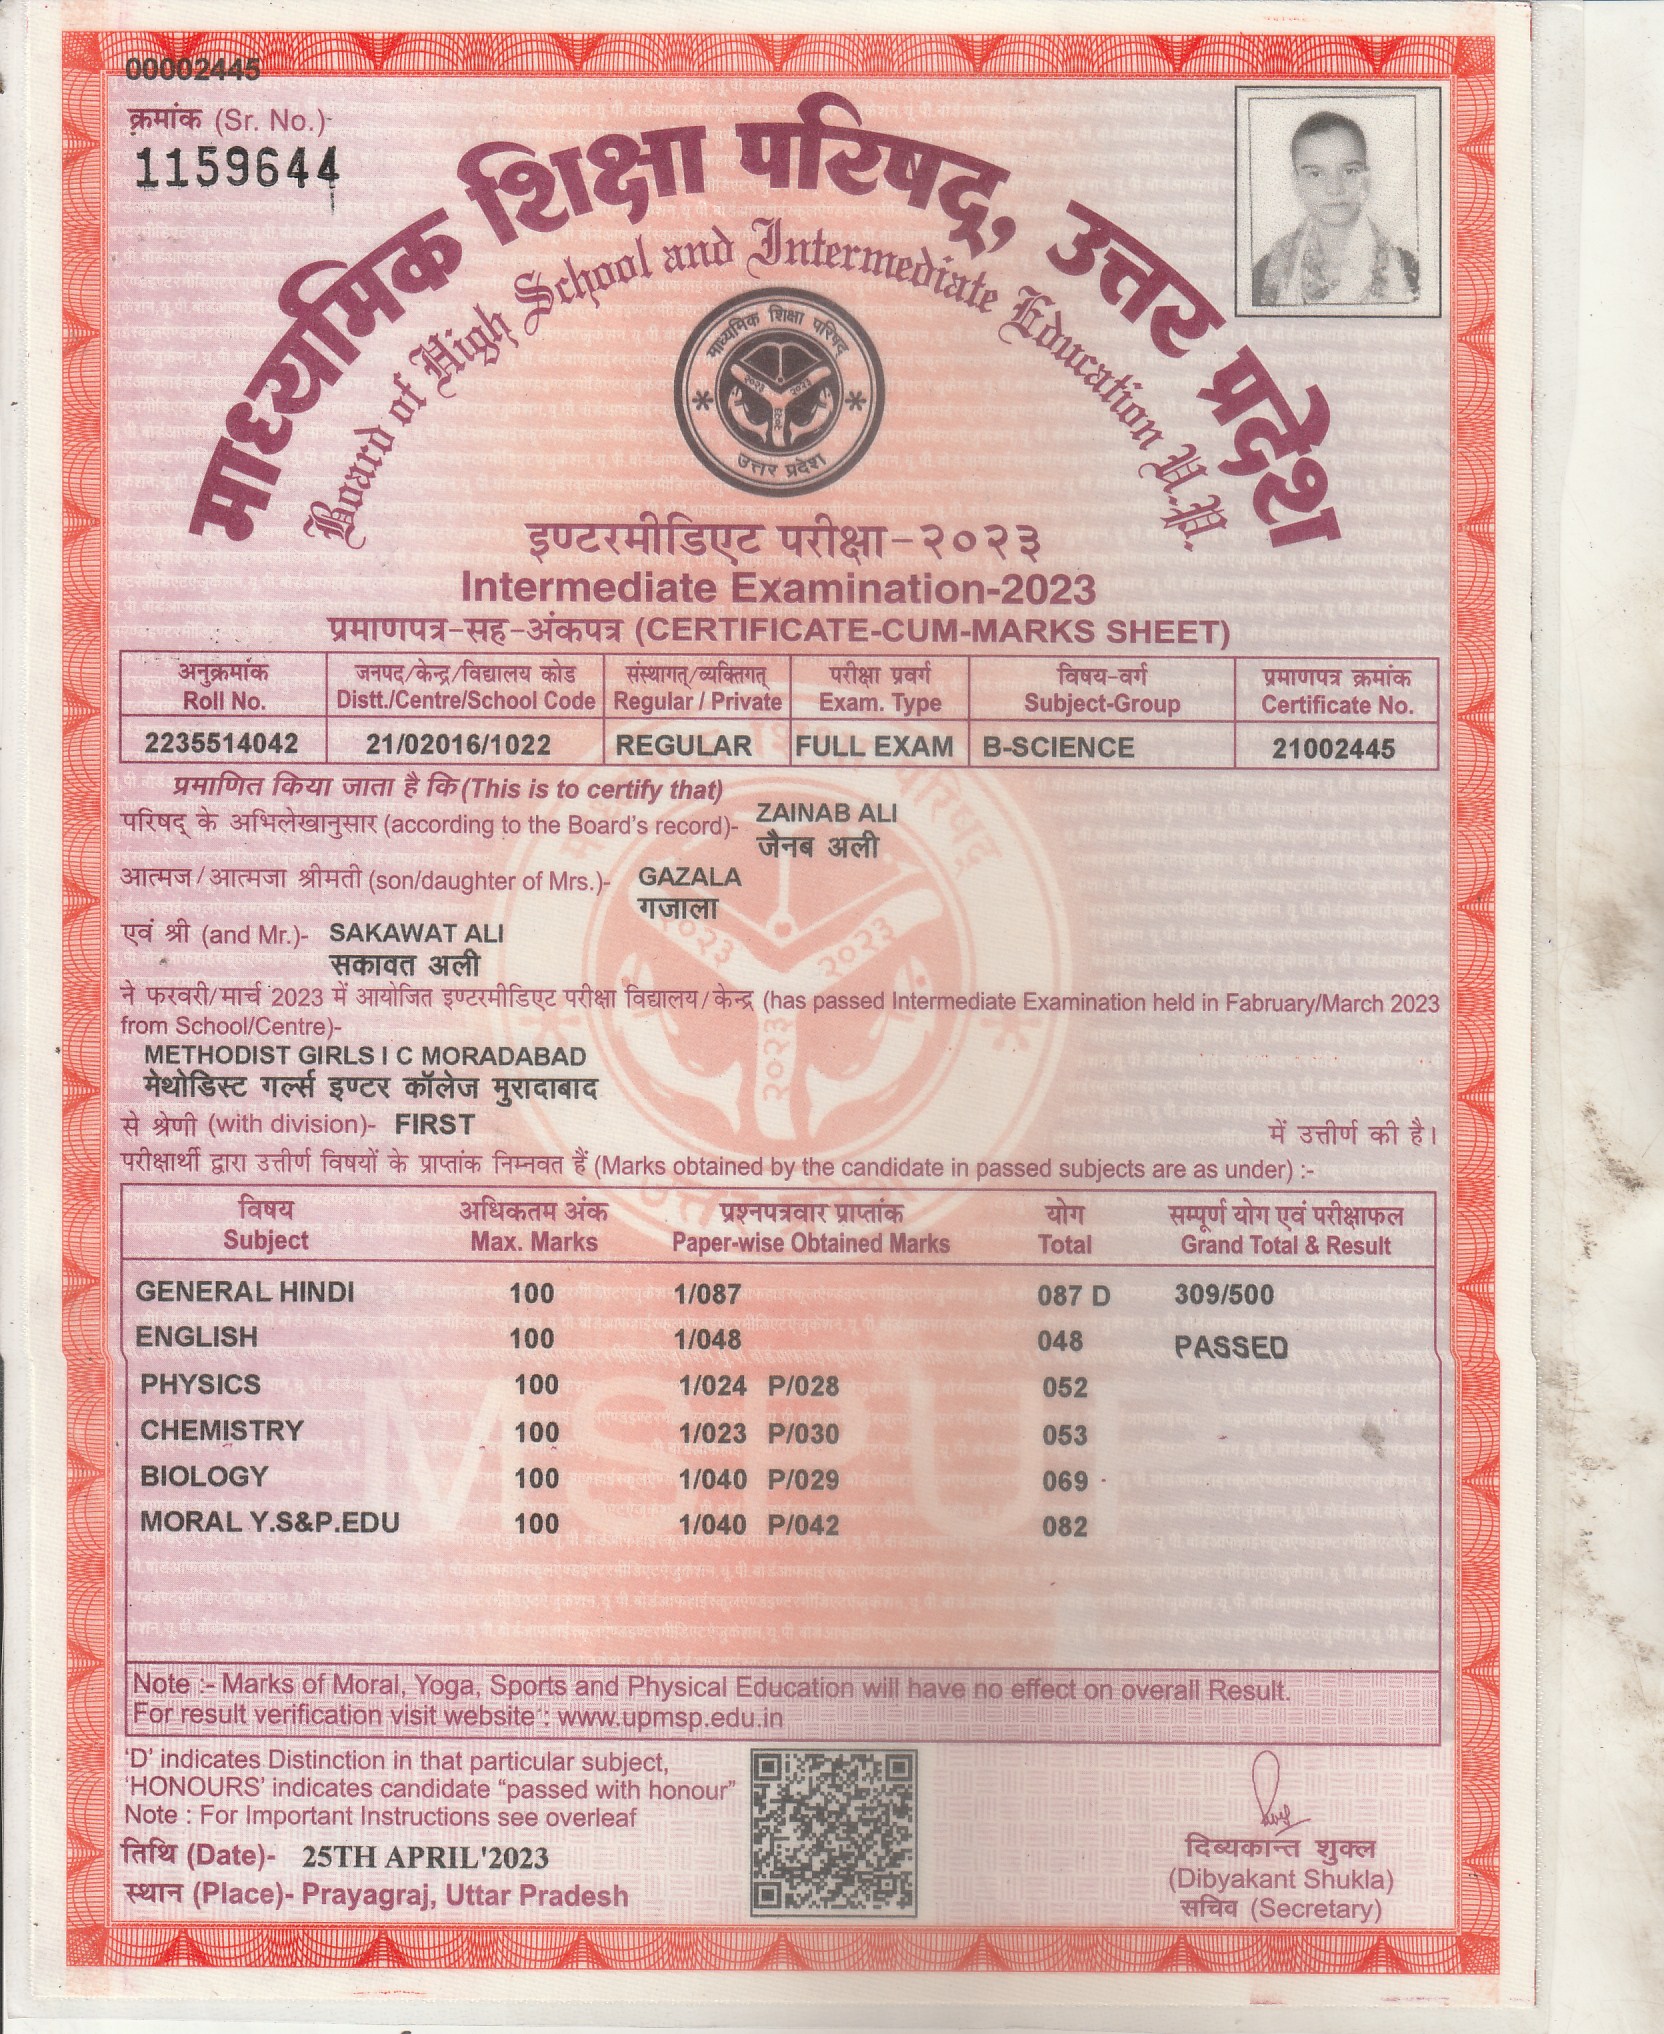 00002445
क्रमांक (Sr. No.)
1159644
माध्यमिक शिक्षा परिषद्, उत्तर प्रदेश
Board of High School and Intermediate Education U.P.
माध्यमिक शिक्षा परिषद्
२०२३ २०२३
२०२३
उत्तर प्रदेश
इण्टरमीडिएट परीक्षा-२०२३
Intermediate Examination-2023
प्रमाणपत्र-सह-अंकपत्र (CERTIFICATE-CUM-MARKS SHEET)
अनुक्रमांक जनपद/केन्द्र/विद्यालय कोड संस्थागत/व्यक्तिगत परीक्षा प्रवर्ग विषय-वर्ग प्रमाणपत्र क्रमांक
Roll No. Distt./Centre/School Code Regular / Private Exam. Type Subject-Group Certificate No.
2235514042 21/02016/1022 REGULAR FULL EXAM B-SCIENCE 21002445
प्रमाणित किया जाता है कि (This is to certify that)
परिषद् के अभिलेखानुसार (according to the Board's record)- ZAINAB ALI
जैनब अली
आत्मज/आत्मजा श्रीमती (son/daughter of Mrs.)- GAZALA
गजाला
एवं श्री (and Mr.)- SAKAWAT ALI
सकावत अली
ने फरवरी/मार्च 2023 में आयोजित इण्टरमीडिएट परीक्षा विद्यालय/केन्द्र (has passed Intermediate Examination held in Fabruary/March 2023
from School/Centre)-
METHODIST GIRLS I C MORADABAD
मेथोडिस्ट गर्ल्स इण्टर कॉलेज मुरादाबाद
से श्रेणी (with division)- FIRST में उत्तीर्ण की है।
परीक्षार्थी द्वारा उत्तीर्ण विषयों के प्राप्तांक निम्नवत हैं (Marks obtained by the candidate in passed subjects are as under) :-
विषय अधिकतम अंक प्रश्नपत्रवार प्राप्तांक योग सम्पूर्ण योग एवं परीक्षाफल
Subject Max. Marks Paper-wise Obtained Marks Total Grand Total & Result
GENERAL HINDI 100 1/087 087 D 309/500
ENGLISH 100 1/048 048 PASSED
PHYSICS 100 1/024 P/028 052
CHEMISTRY 100 1/023 P/030 053
BIOLOGY 100 1/040 P/029 069
MORAL Y.S&P.EDU 100 1/040 P/042 082
Note :- Marks of Moral, Yoga, Sports and Physical Education will have no effect on overall Result.
For result verification visit website : www.upmsp.edu.in
'D' indicates Distinction in that particular subject,
'HONOURS' indicates candidate "passed with honour"
Note : For Important Instructions see overleaf
तिथि (Date)- 25TH APRIL'2023
स्थान (Place)- Prayagraj, Uttar Pradesh
दिब्यकान्त शुक्ल
(Dibyakant Shukla)
सचिव (Secretary)